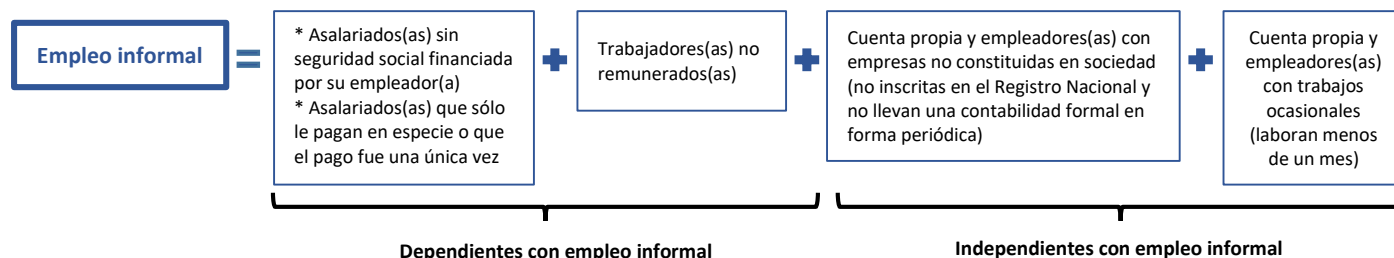 Empleo informal
=
* Asalariados(as) sin
seguridad social financiada
por su empleador(a)
* Asalariados(as) que sólo
le pagan en especie o que
el pago fue una única vez
+
Trabajadores(as) no
remunerados(as)
+
Cuenta propia y empleadores(as) con
empresas no constituidas en sociedad
(no inscritas en el Registro Nacional y
no llevan una contabilidad formal en
forma periódica)
+
Cuenta propia y
empleadores(as)
con trabajos
ocasionales
(laboran menos
de un mes)
Dependientes con empleo informal
Independientes con empleo informal